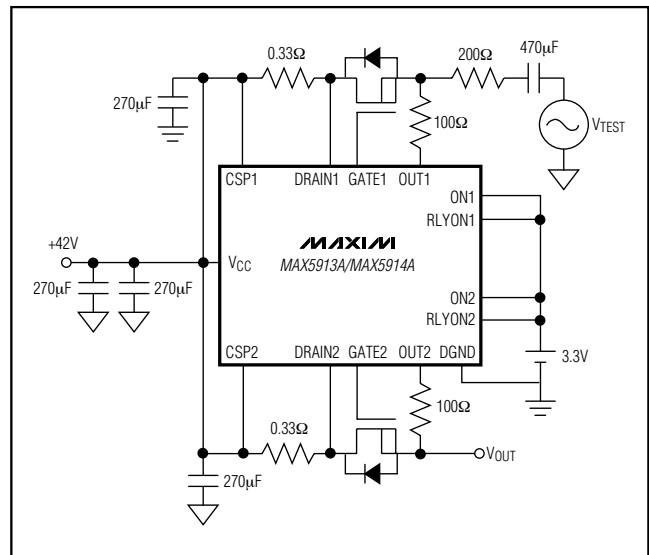 0.33Ω
200Ω
470µF
270µF
100Ω
VTEST
CSP1
DRAIN1
GATE1
OUT1
ON1
RLYON1
+42V
VCC
MAXIM
MAX5913A/MAX5914A
270µF
270µF
ON2
RLYON2
CSP2
DRAIN2
GATE2
OUT2
DGND
3.3V
100Ω
0.33Ω
VOUT
270µF